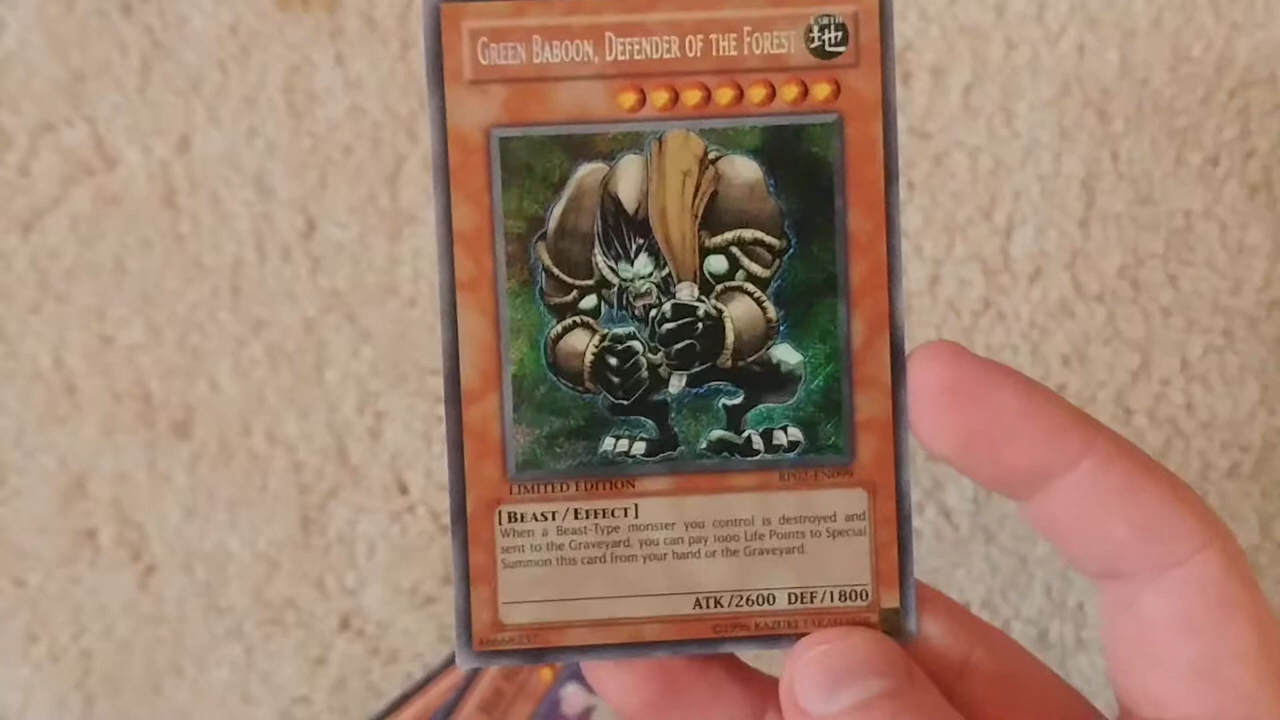 GREEN BABOON, DEFENDER OF THE FOREST
EARTH
地
LIMITED EDITION
RP02-EN099
[BEAST/EFFECT]
When a Beast-Type monster you control is destroyed and
sent to the Graveyard, you can pay 1000 Life Points to Special
Summon this card from your hand or the Graveyard.
ATK/2600 DEF/1800
©1996 KAZUKI TAKAHASHI